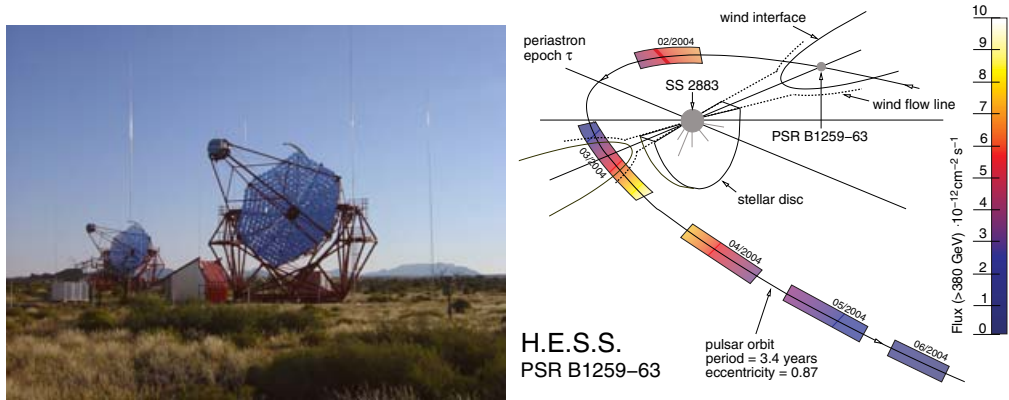 wind interface
02/2004
periastron
epoch τ
SS 2883
wind flow line
PSR B1259−63
03/2004
stellar disc
04/2004
05/2004
06/2004
pulsar orbit
period = 3.4 years
eccentricity = 0.87
H.E.S.S.
PSR B1259−63
10
9
8
7
6
5
4
3
2
1
0
Flux (>380 GeV) ·10⁻¹²cm⁻² s⁻¹